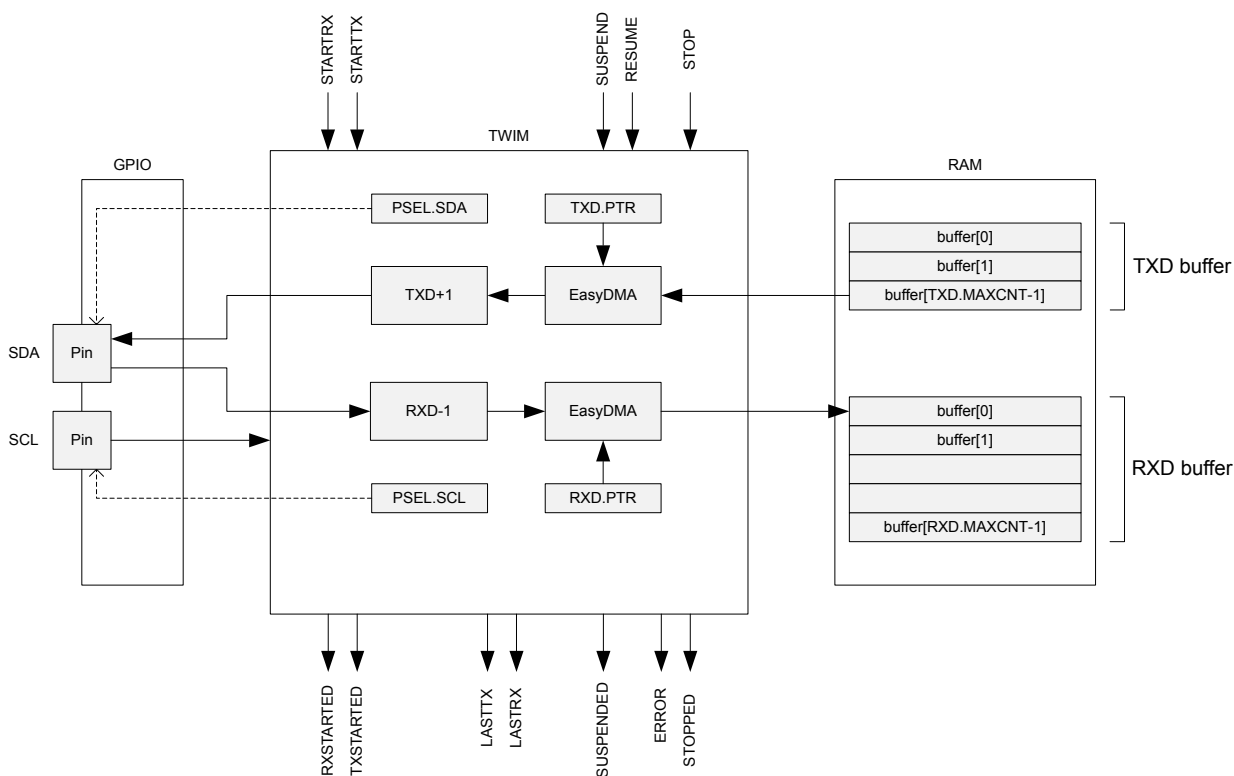 STARTRX
STARTTX
SUSPEND
RESUME
STOP
GPIO
TWIM
RAM
PSEL.SDA
TXD.PTR
buffer[0]
buffer[1]
buffer[TXD.MAXCNT-1]
TXD buffer
TXD+1
EasyDMA
SDA
Pin
RXD-1
EasyDMA
SCL
Pin
buffer[0]
buffer[1]
buffer[RXD.MAXCNT-1]
RXD buffer
PSEL.SCL
RXD.PTR
RXSTARTED
TXSTARTED
LASTTX
LASTRX
SUSPENDED
ERROR
STOPPED